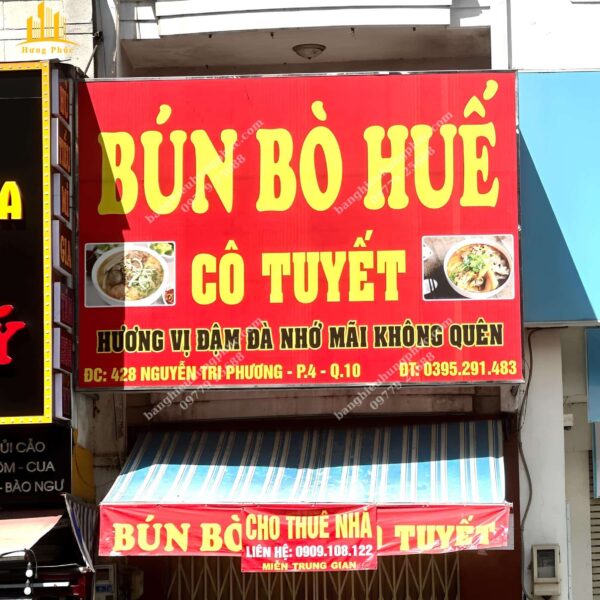 Hưng Phúc
BÚN BÒ HUẾ
CÔ TUYẾT
HƯƠNG VỊ ĐẬM ĐÀ NHỚ MÃI KHÔNG QUÊN
ĐC: 428 NGUYỄN TRI PHƯƠNG - P.4 - Q.10 ĐT: 0395.291.483
A
Ý
ỦI CẢO
ÔM - CUA
- BÀO NGƯ
BÚN BÒ TUYẾT
CHO THUÊ NHÀ
LIÊN HỆ: 0909.108.122
MIỄN TRUNG GIAN